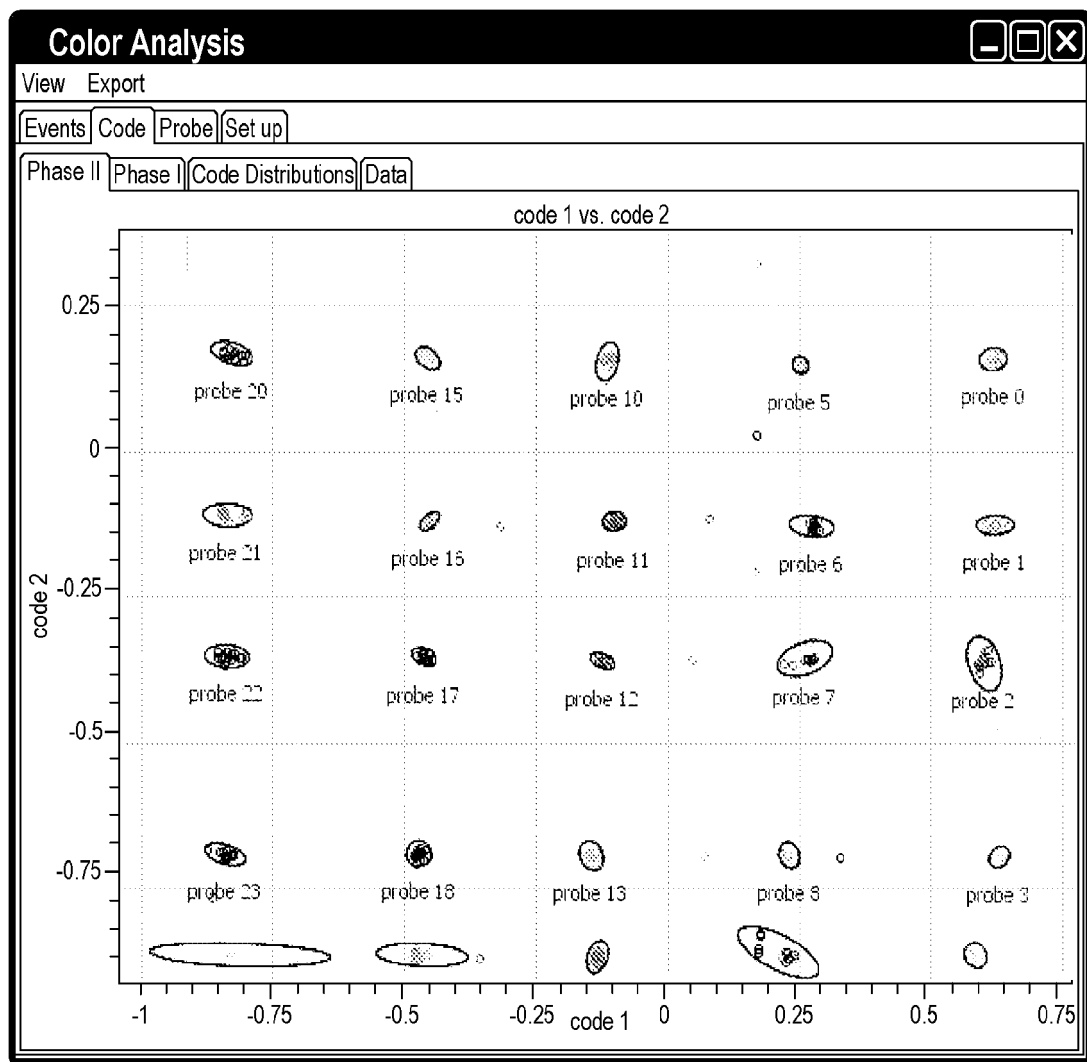 Color Analysis
View Export
Events Code Probe Set up
Phase II Phase I Code Distributions Data
code 1 vs. code 2
0.25
probe 20 probe 15 probe 10 probe 5 probe 0
0
probe 21 probe 16 probe 11 probe 6 probe 1
code 2
-0.25
probe 22 probe 17 probe 12 probe 7 probe 2
-0.5
-0.75
probe 23 probe 18 probe 13 probe 8 probe 3
-1 -0.75 -0.5 -0.25 0 0.25 0.5 0.75
code 1